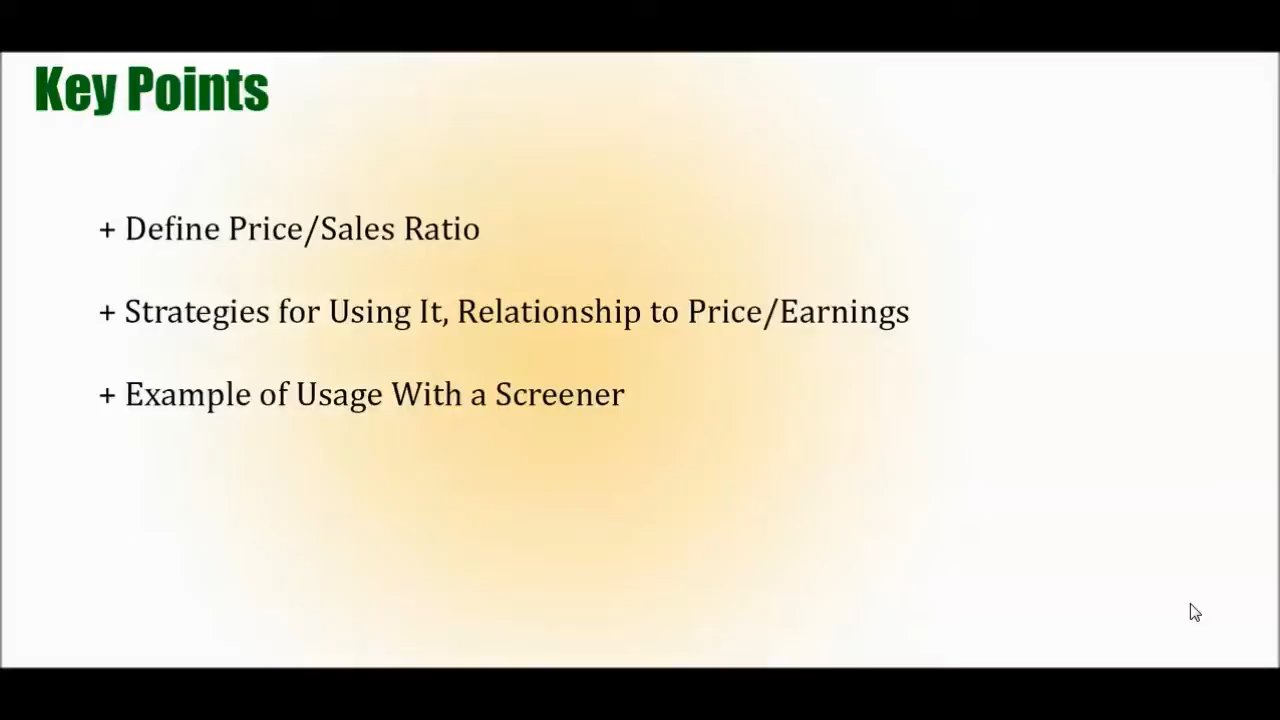 Key Points
+ Define Price/Sales Ratio
+ Strategies for Using It, Relationship to Price/Earnings
+ Example of Usage With a Screener